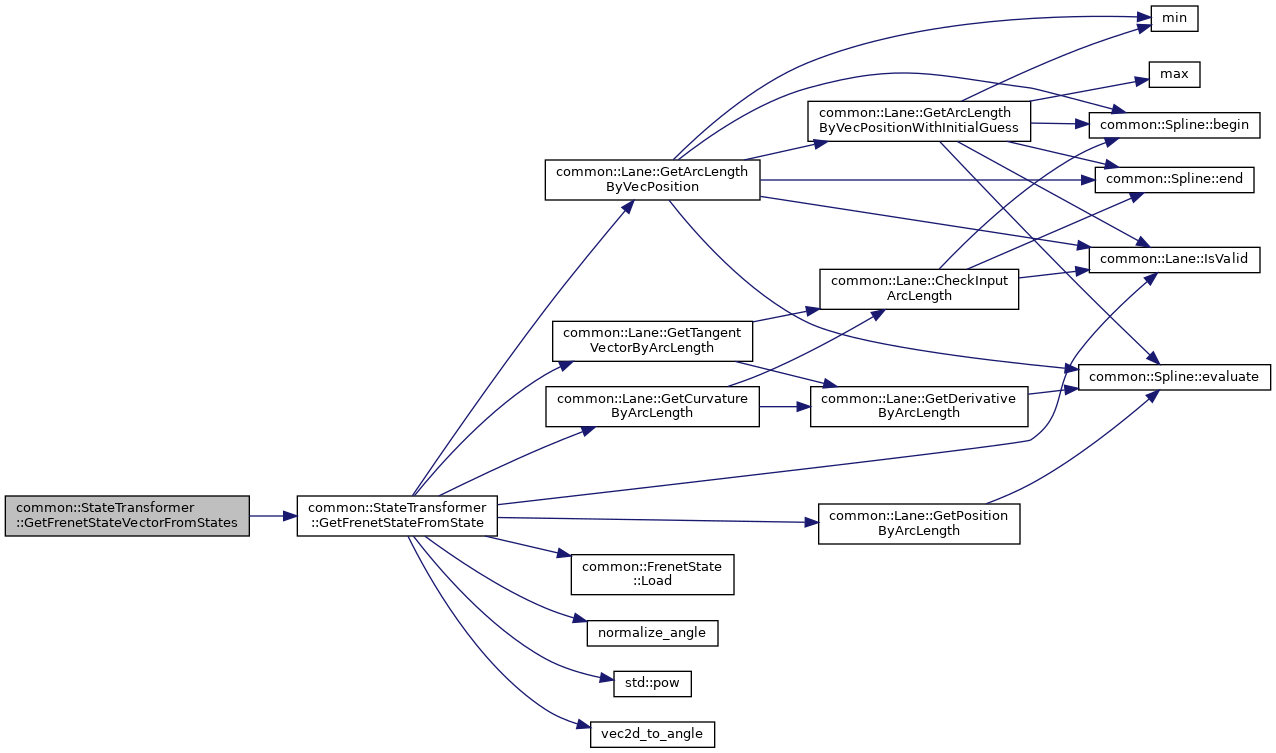 common::StateTransformer
::GetFrenetStateVectorFromStates
common::StateTransformer
::GetFrenetStateFromState
common::Lane::GetArcLength
ByVecPosition
common::Lane::GetTangent
VectorByArcLength
common::Lane::GetCurvature
ByArcLength
common::FrenetState
::Load
normalize_angle
std::pow
vec2d_to_angle
common::Lane::GetArcLength
ByVecPositionWithInitialGuess
common::Lane::CheckInput
ArcLength
common::Lane::GetDerivative
ByArcLength
common::Lane::GetPosition
ByArcLength
min
max
common::Spline::begin
common::Spline::end
common::Lane::IsValid
common::Spline::evaluate